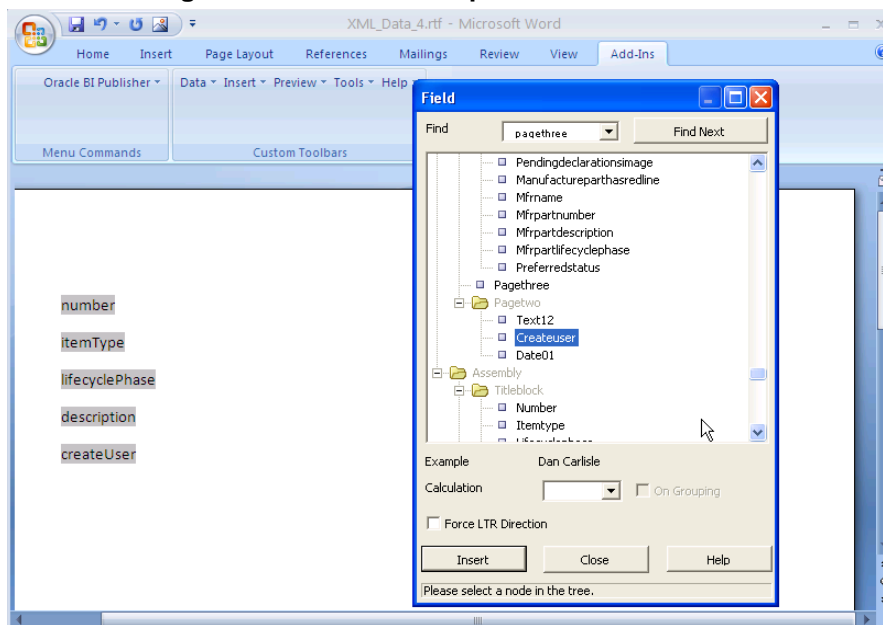 XML_Data_4.rtf - Microsoft Word
Home Insert Page Layout References Mailings Review View Add-Ins
Oracle BI Publisher Data Insert Preview Tools Help
Menu Commands Custom Toolbars
number
itemType
lifecyclePhase
description
createUser
Field
Find pagethree Find Next
Pendingdeclarationsimage
Manufactureparthasredline
Mfrname
Mfrpartnumber
Mfrpartdescription
Mfrpartlifecyclephase
Preferredstatus
Pagethree
Pagetwo
Text12
Createuser
Date01
Assembly
Titleblock
Number
Itemtype
Example Dan Carlisle
Calculation On Grouping
Force LTR Direction
Insert Close Help
Please select a node in the tree.